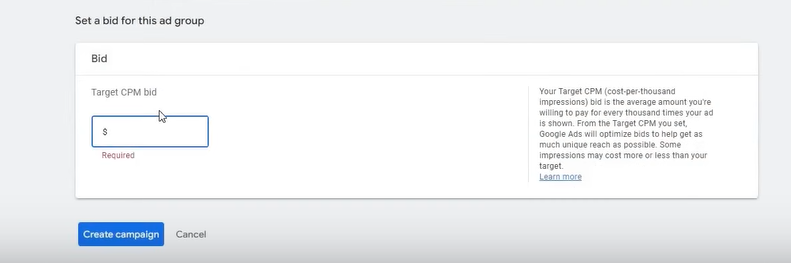 Set a bid for this ad group
Bid
Target CPM bid
$
Required
Your Target CPM (cost-per-thousand
impressions) bid is the average amount you're
willing to pay for every thousand times your ad
is shown. From the Target CPM you set,
Google Ads will optimize bids to help get as
much unique reach as possible. Some
impressions may cost more or less than your
target.
Learn more
Create campaign
Cancel